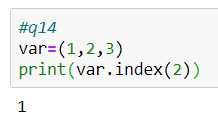 #q14
var=(1,2,3)
print(var.index(2))
1